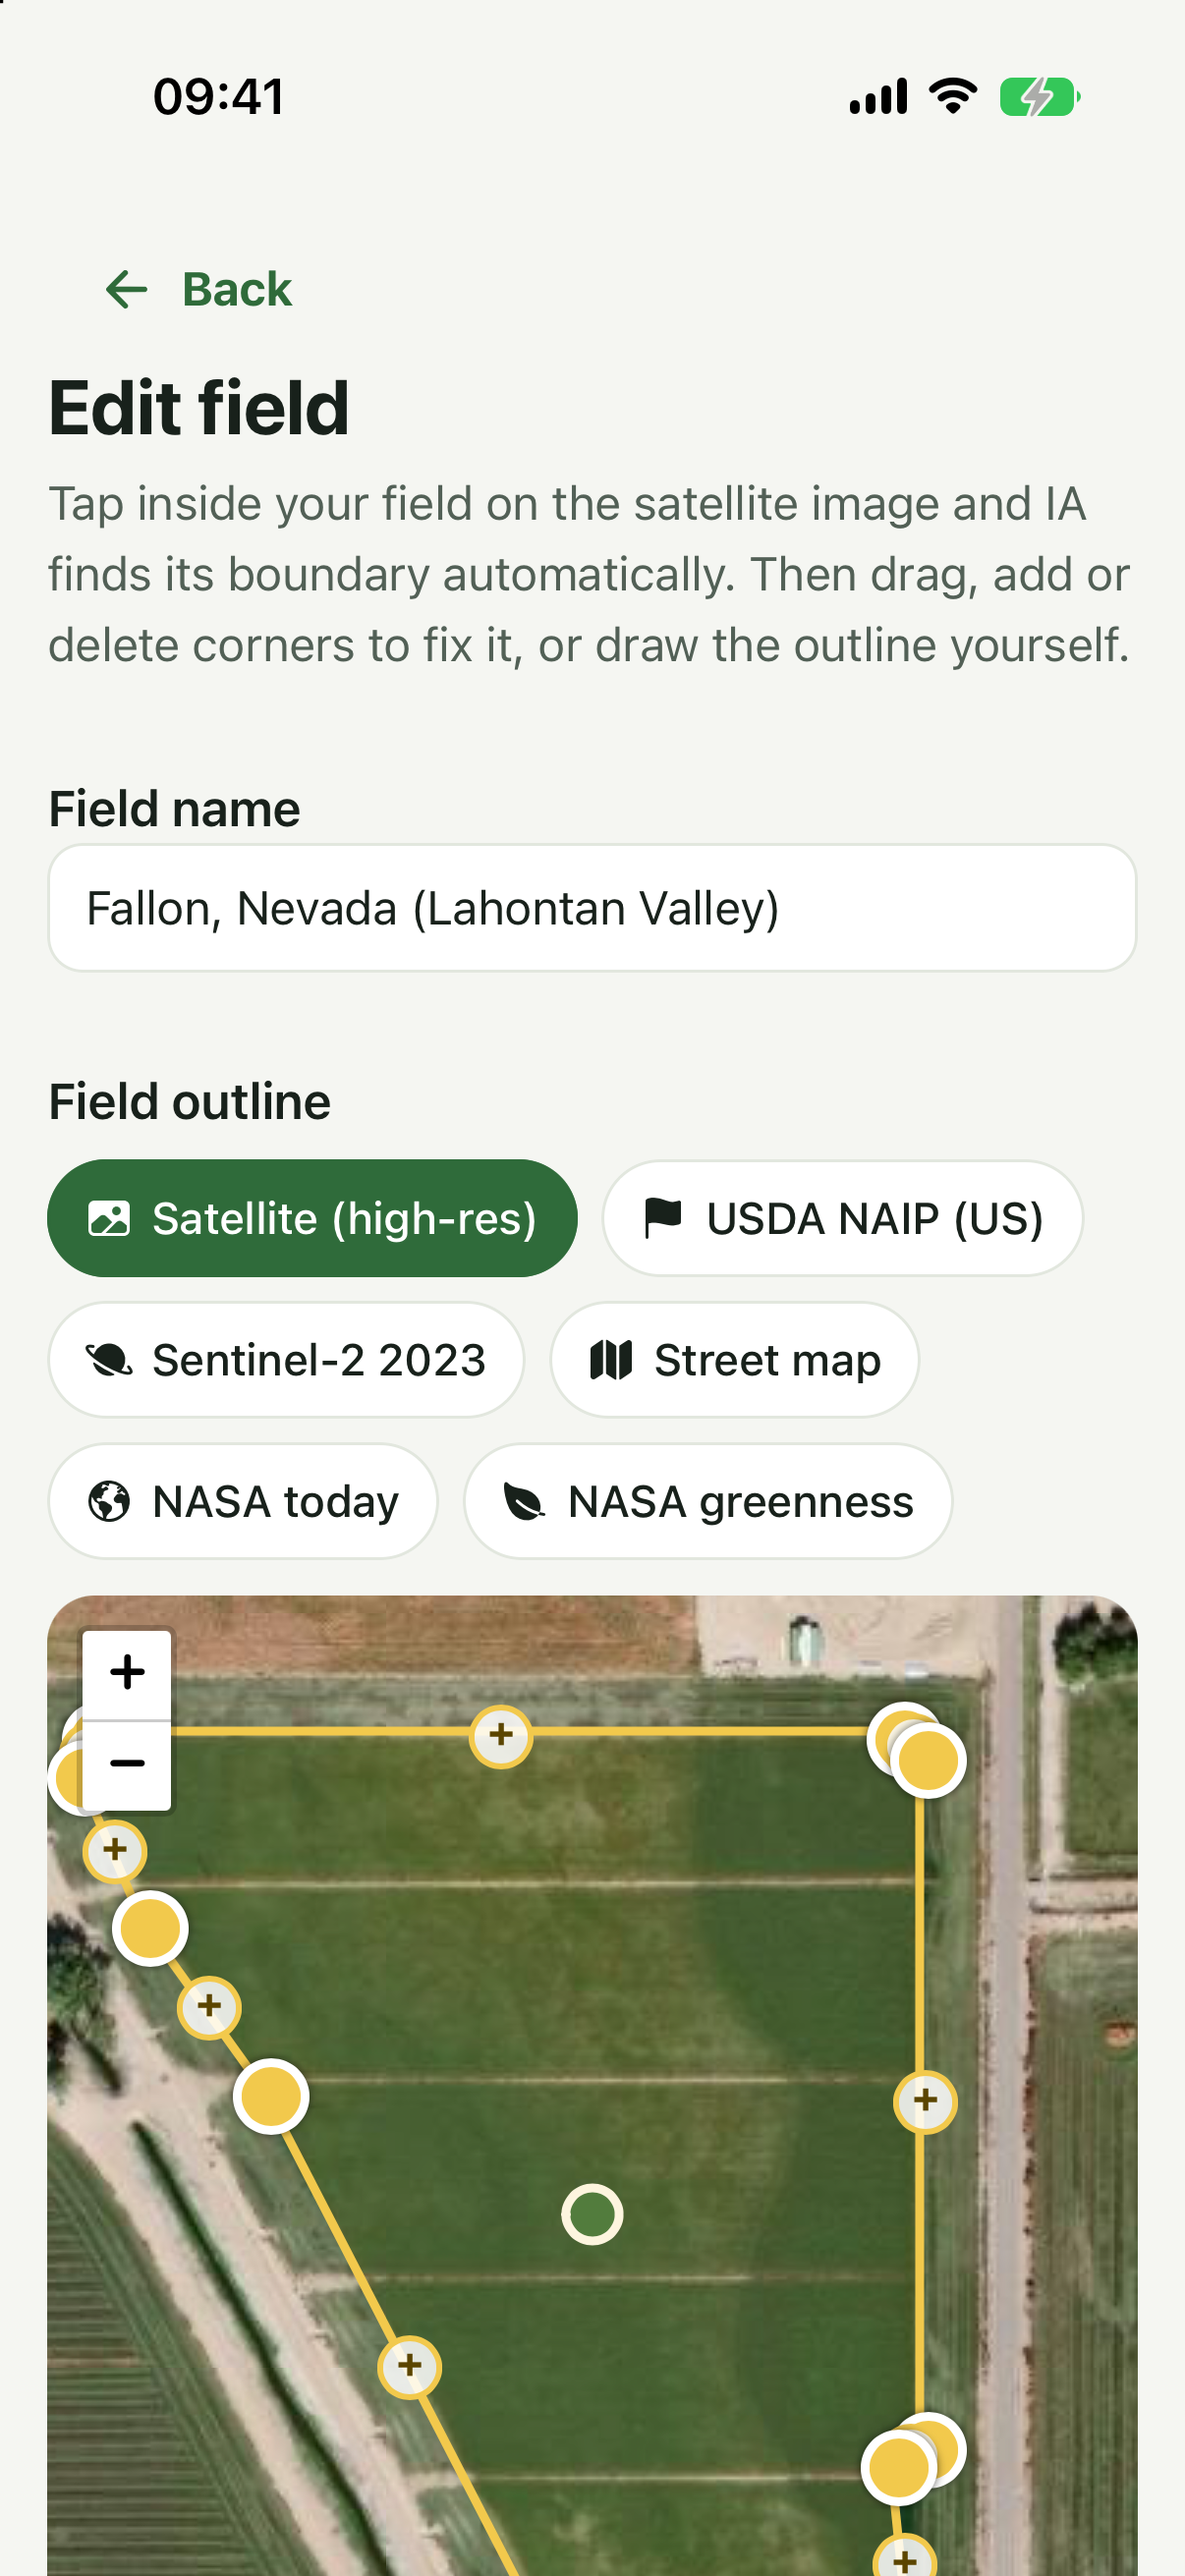 09:41
Back
Edit field
Tap inside your field on the satellite image and IA
finds its boundary automatically. Then drag, add or
delete corners to fix it, or draw the outline yourself.
Field name
Fallon, Nevada (Lahontan Valley)
Field outline
Satellite (high-res)
USDA NAIP (US)
Sentinel-2 2023
Street map
NASA today
NASA greenness
+
−
+
+
+
+
+
+